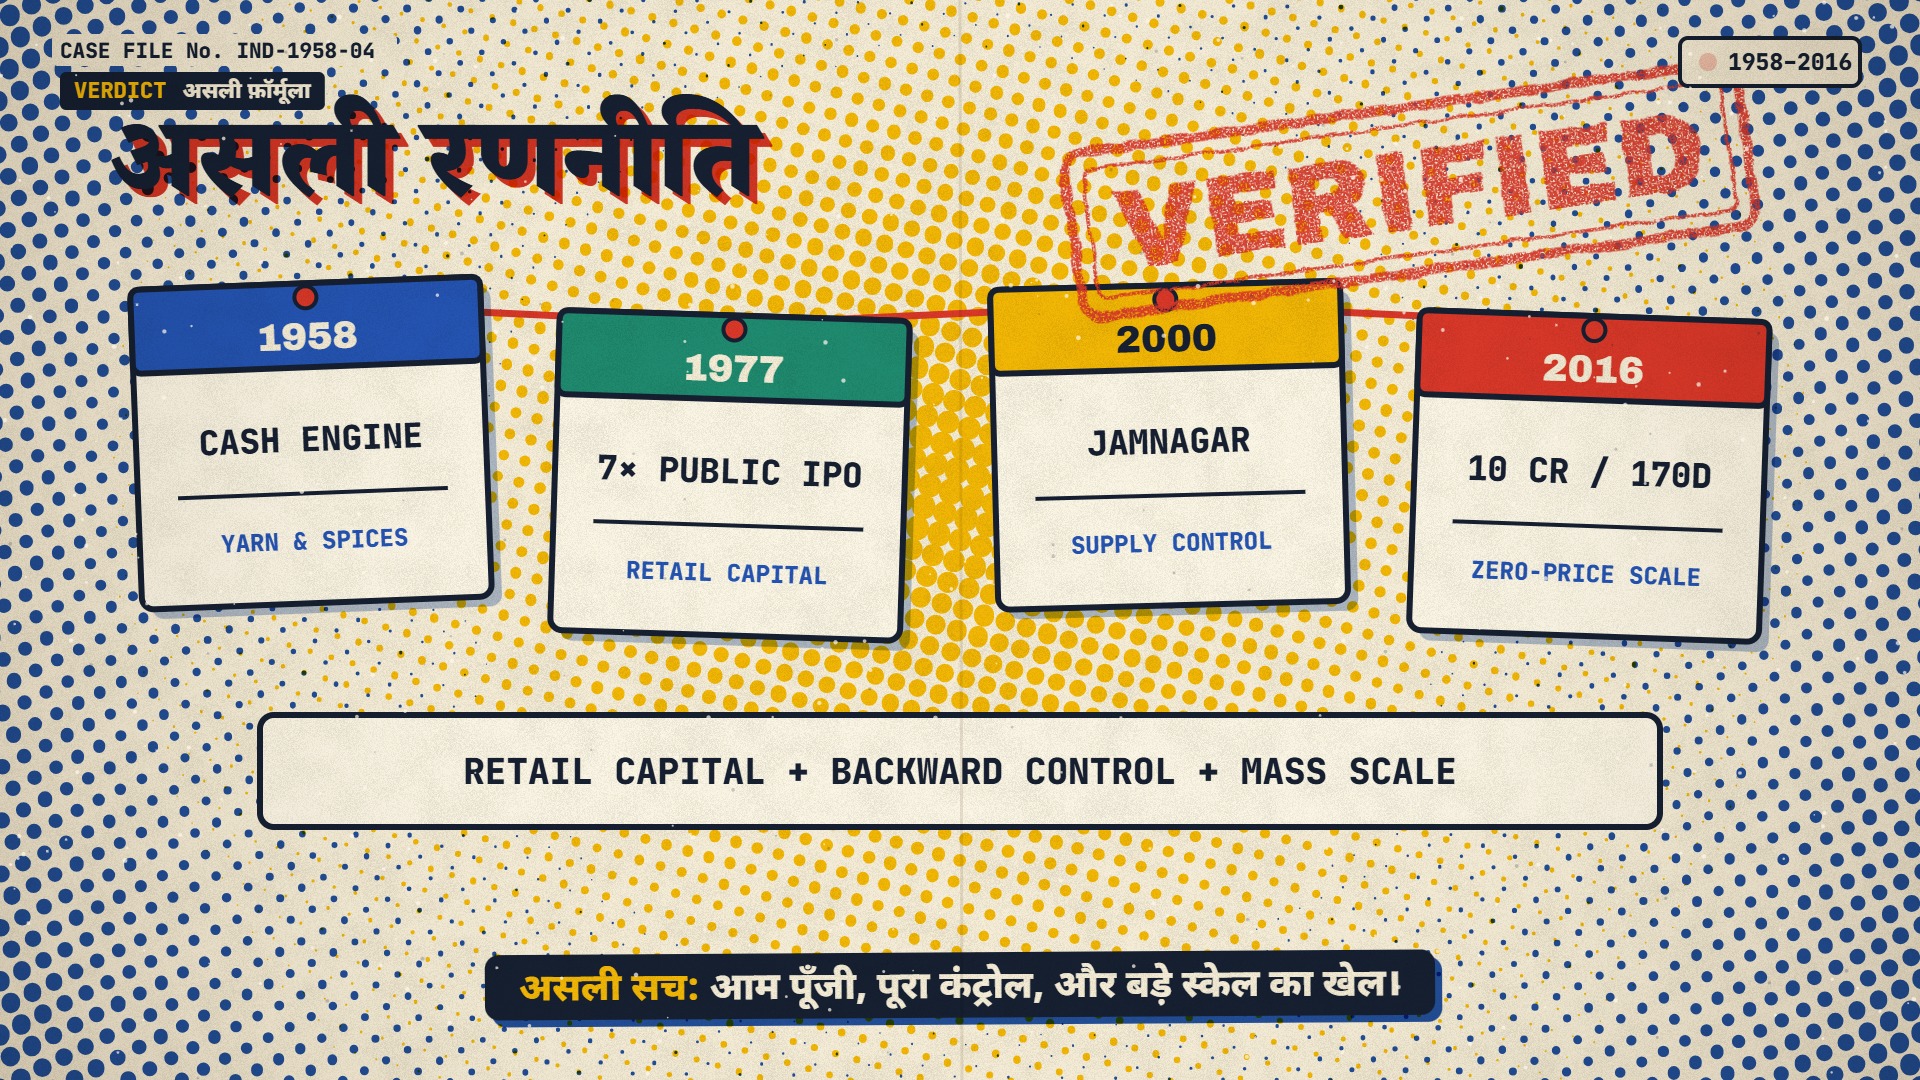 CASE FILE No. IND-1958-04
1958–2016
VERDICT असली फ़ॉर्मूला
असली रणनीति
VERIFIED
1958
CASH ENGINE
YARN & SPICES
1977
7× PUBLIC IPO
RETAIL CAPITAL
2000
JAMNAGAR
SUPPLY CONTROL
2016
10 CR / 170D
ZERO-PRICE SCALE
RETAIL CAPITAL + BACKWARD CONTROL + MASS SCALE
असली सच: आम पूँजी, पूरा कंट्रोल, और बड़े स्केल का खेल।